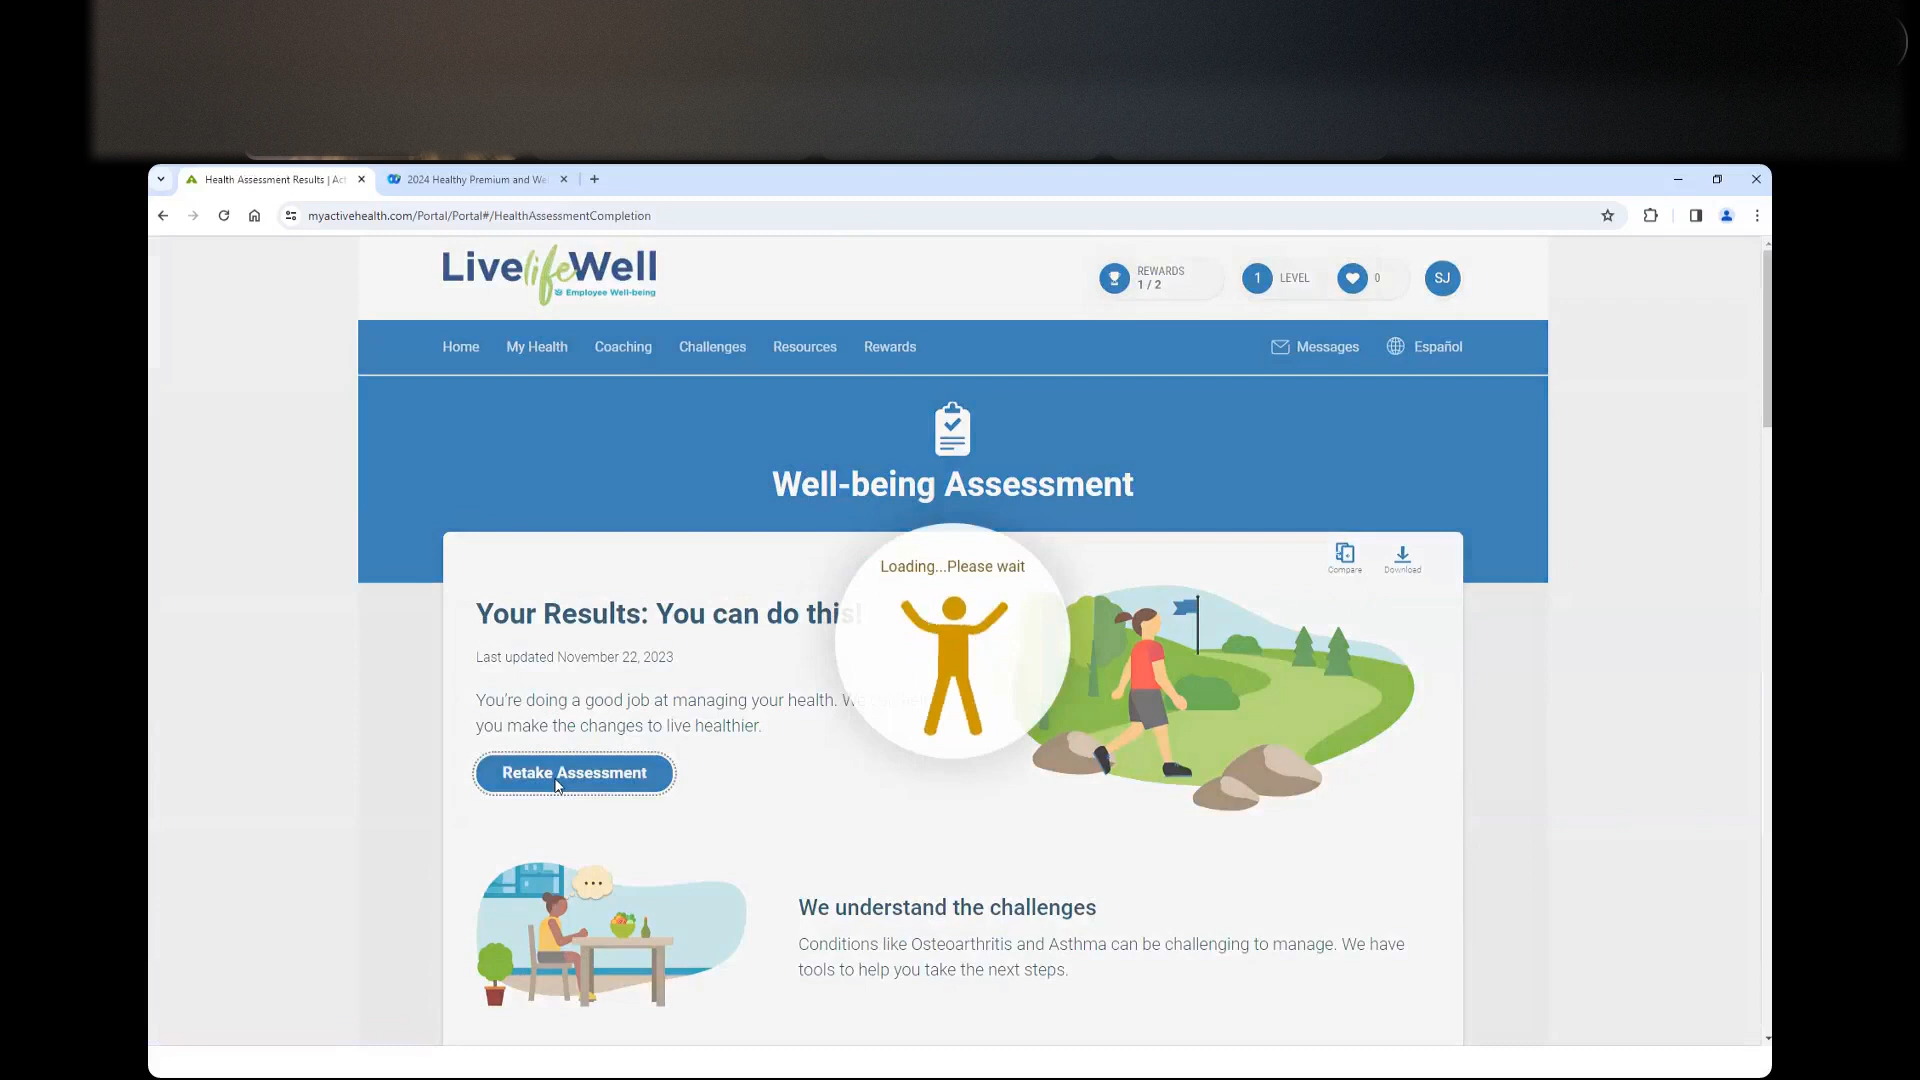 Health Assessment Results | Act
2024 Healthy Premium and We
myactivehealth.com/Portal/Portal#/HealthAssessmentCompletion
Live life Well
Employee Well-being
REWARDS
1 / 2
1 LEVEL
0
SJ
Home My Health Coaching Challenges Resources Rewards
Messages Español
Well-being Assessment
Compare Download
Loading...Please wait
Your Results: You can do this!
Last updated November 22, 2023
You're doing a good job at managing your health.
you make the changes to live healthier.
Retake Assessment
We understand the challenges
Conditions like Osteoarthritis and Asthma can be challenging to manage. We have
tools to help you take the next steps.